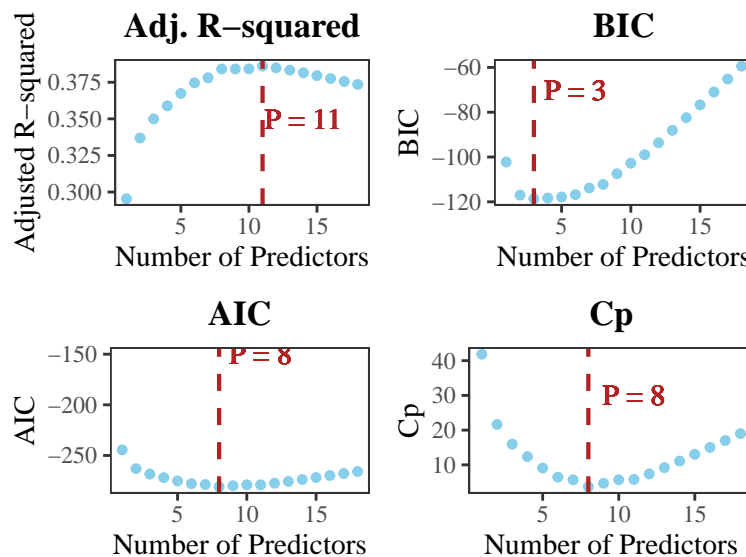 Adj. R−squared
Adjusted R−squared
0.375
0.350
0.325
0.300
P = 11
5
10
15
Number of Predictors
BIC
BIC
−60
−80
−100
−120
P = 3
5
10
15
Number of Predictors
AIC
AIC
−150
−200
−250
P = 8
5
10
15
Number of Predictors
Cp
Cp
40
30
20
10
P = 8
5
10
15
Number of Predictors